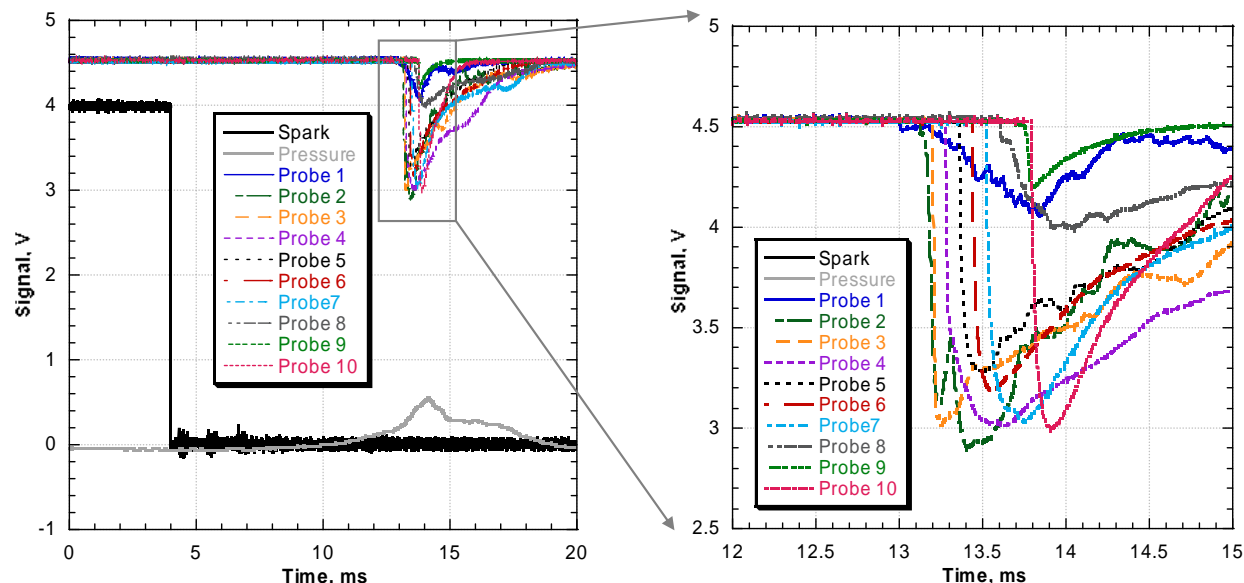 5
4
3
2
1
0
-1
Signal, V
0
5
10
15
20
Time, ms
Spark
Pressure
Probe 1
Probe 2
Probe 3
Probe 4
Probe 5
Probe 6
Probe7
Probe 8
Probe 9
Probe 10
5
4.5
4
3.5
3
2.5
Signal, V
12
12.5
13
13.5
14
14.5
15
Time, ms
Spark
Pressure
Probe 1
Probe 2
Probe 3
Probe 4
Probe 5
Probe 6
Probe7
Probe 8
Probe 9
Probe 10